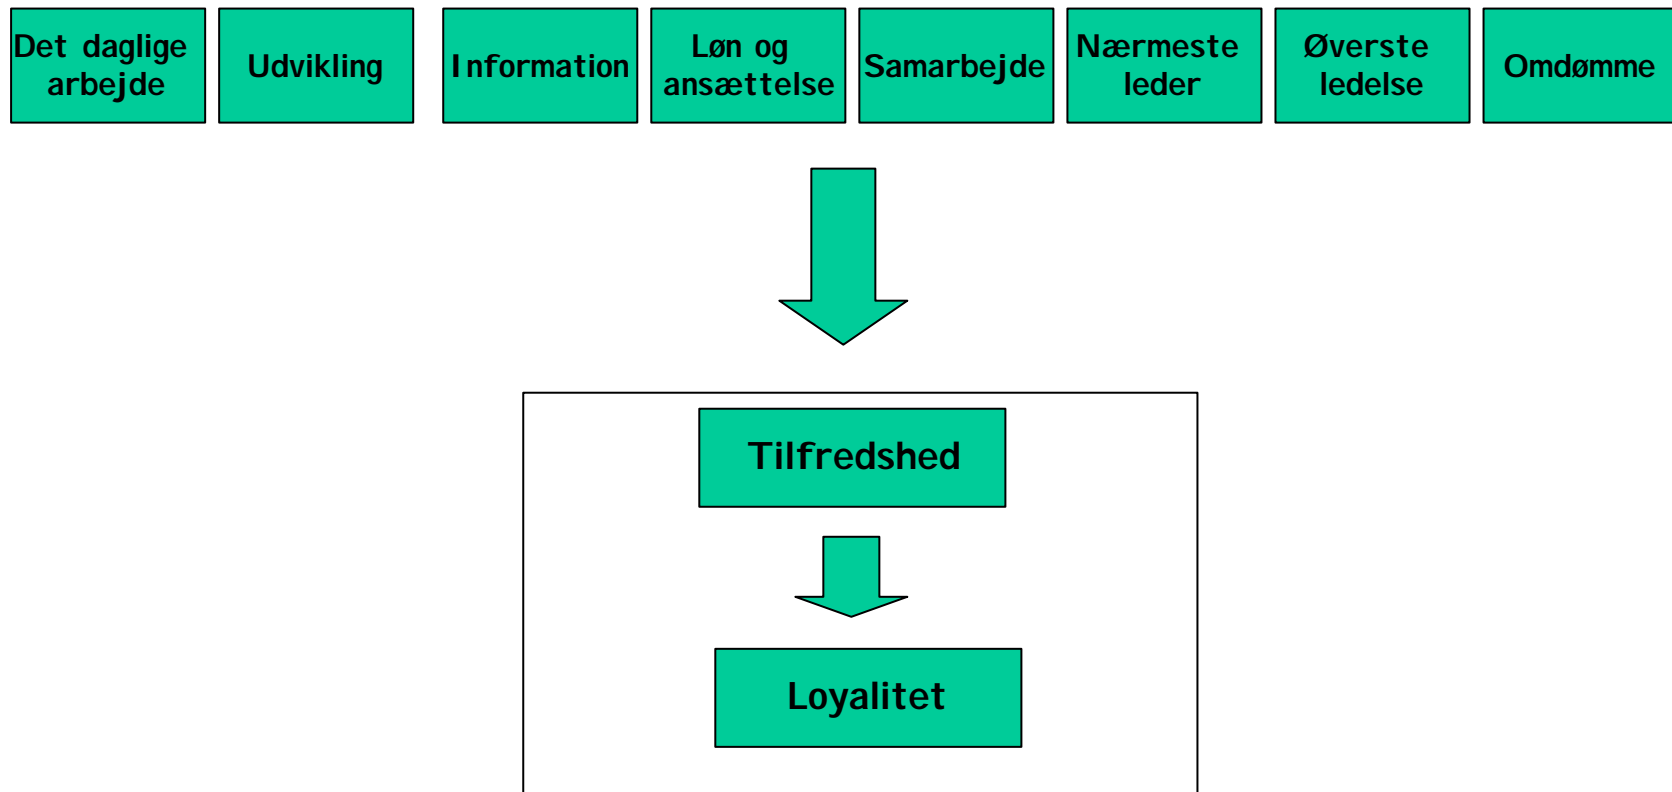 Det daglige
arbejde
Udvikling
Information
Løn og
ansættelse
Samarbejde
Nærmeste
leder
Øverste
ledelse
Omdømme
Tilfredshed
Loyalitet